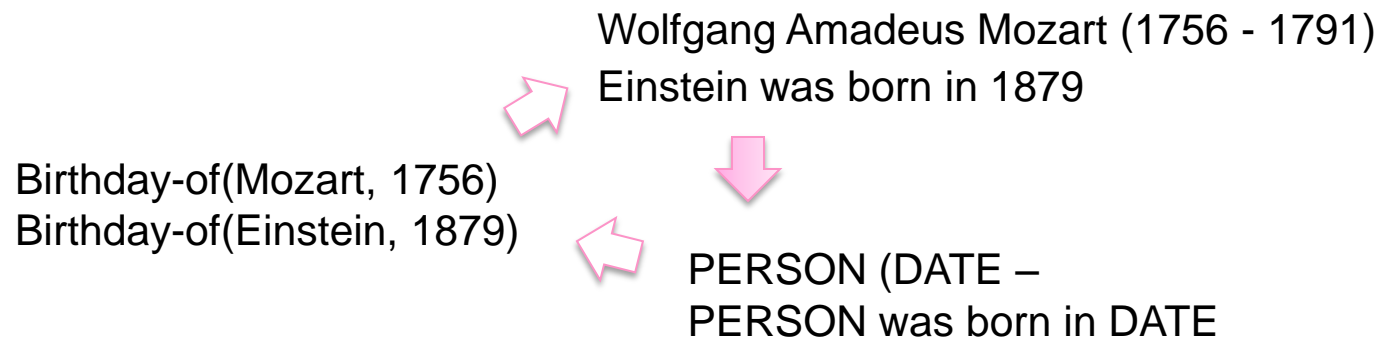 Wolfgang Amadeus Mozart (1756 - 1791)
Einstein was born in 1879
Birthday-of(Mozart, 1756)
Birthday-of(Einstein, 1879)
PERSON (DATE –
PERSON was born in DATE